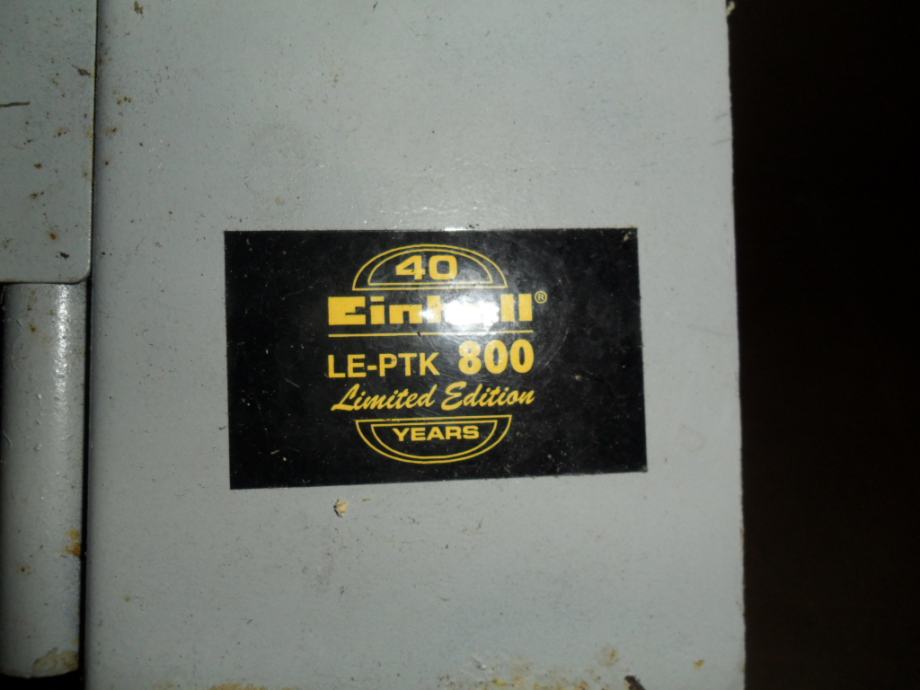 40
Einhell®
LE-PTK 800
Limited Edition
YEARS